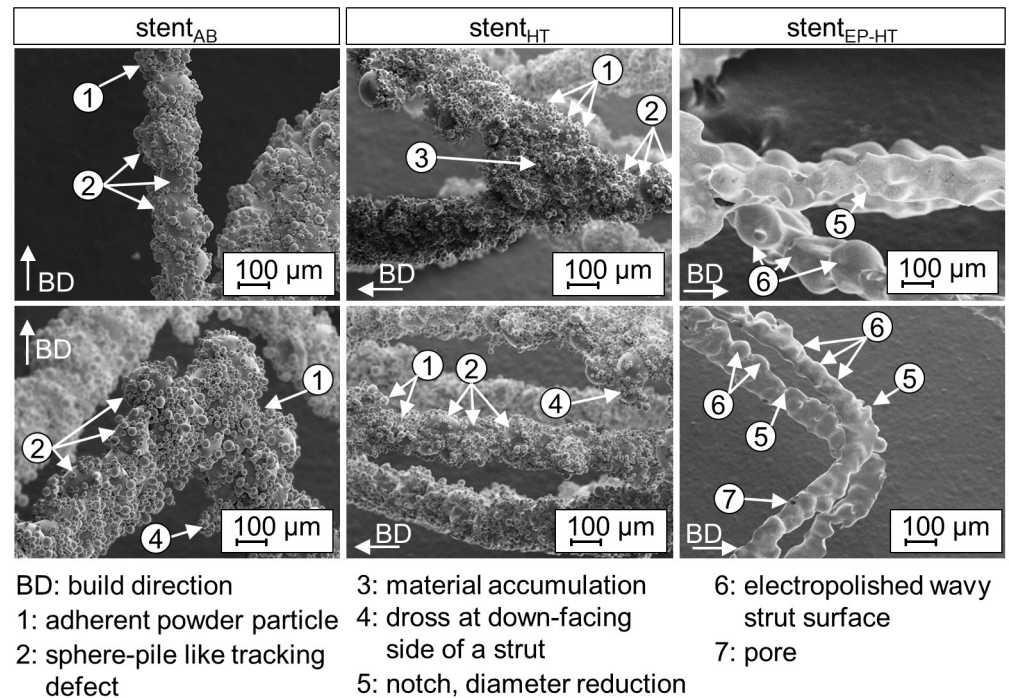 stentAB
stentHT
stentEP-HT
1
2
BD
100 µm
1
2
3
BD
100 µm
5
6
BD
100 µm
BD
1
2
4
100 µm
1
2
4
BD
100 µm
6
5
6
5
7
BD
100 µm
BD: build direction
1: adherent powder particle
2: sphere-pile like tracking
defect
3: material accumulation
4: dross at down-facing
side of a strut
5: notch, diameter reduction
6: electropolished wavy
strut surface
7: pore